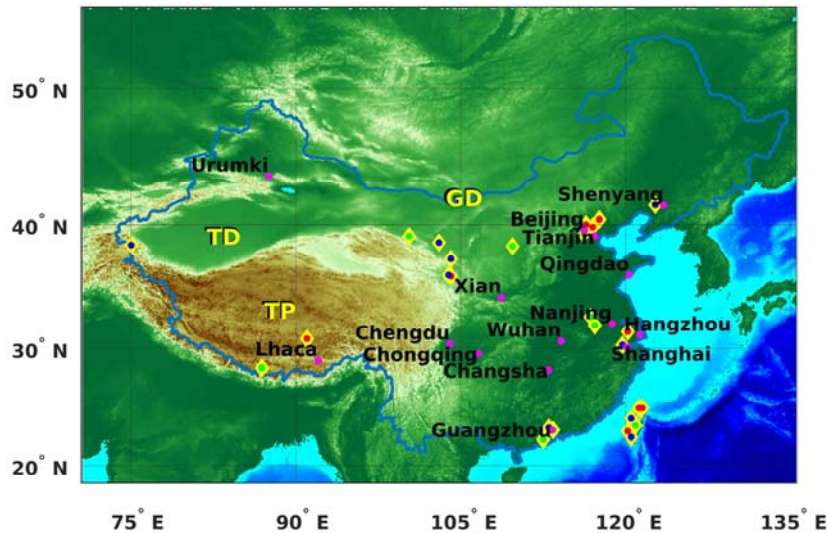 50° N
Urumki
GD
Shenyang
40° N
Beijing
TD
Tianjin
Qingdao
Xian
TP
Nanjing
Chengdu
Wuhan
Hangzhou
30° N
Lhaca
Chongqing
Shanghai
Changsha
Guangzhou
20° N
75° E
90° E
105° E
120° E
135° E